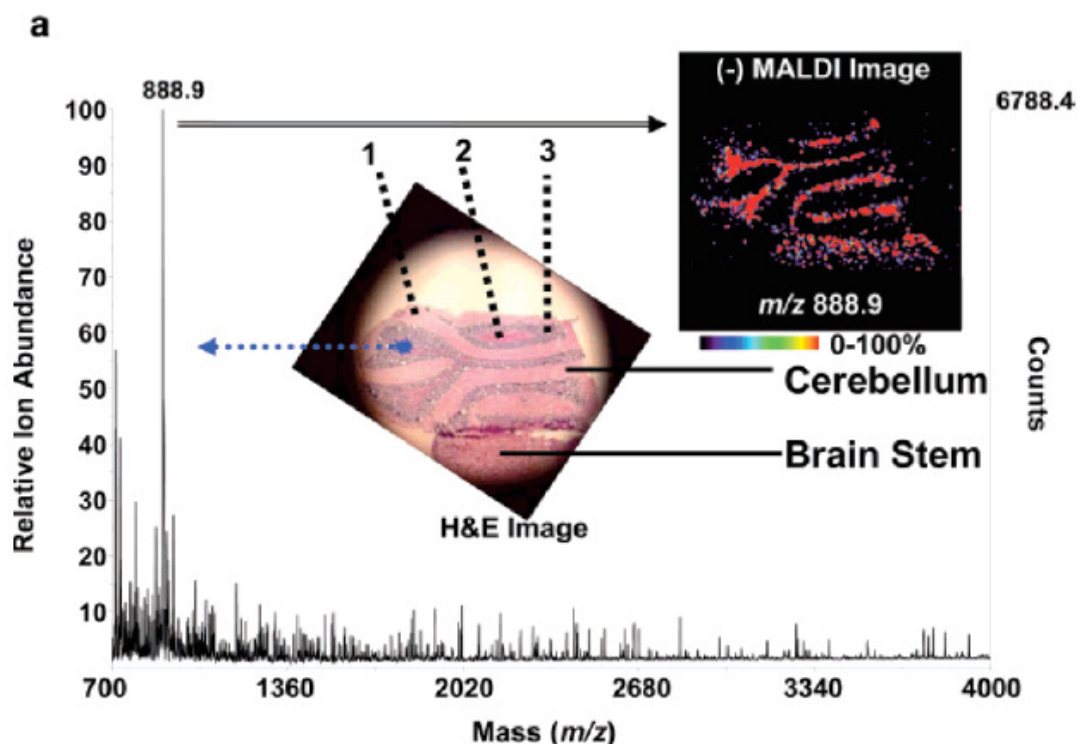 a
888.9
(-) MALDI Image
6788.4
100
90
80
70
60
50
40
30
20
10
1 2 3
m/z 888.9
0-100%
Cerebellum
Brain Stem
H&E Image
Relative Ion Abundance
Counts
700 1360 2020 2680 3340 4000
Mass (m/z)